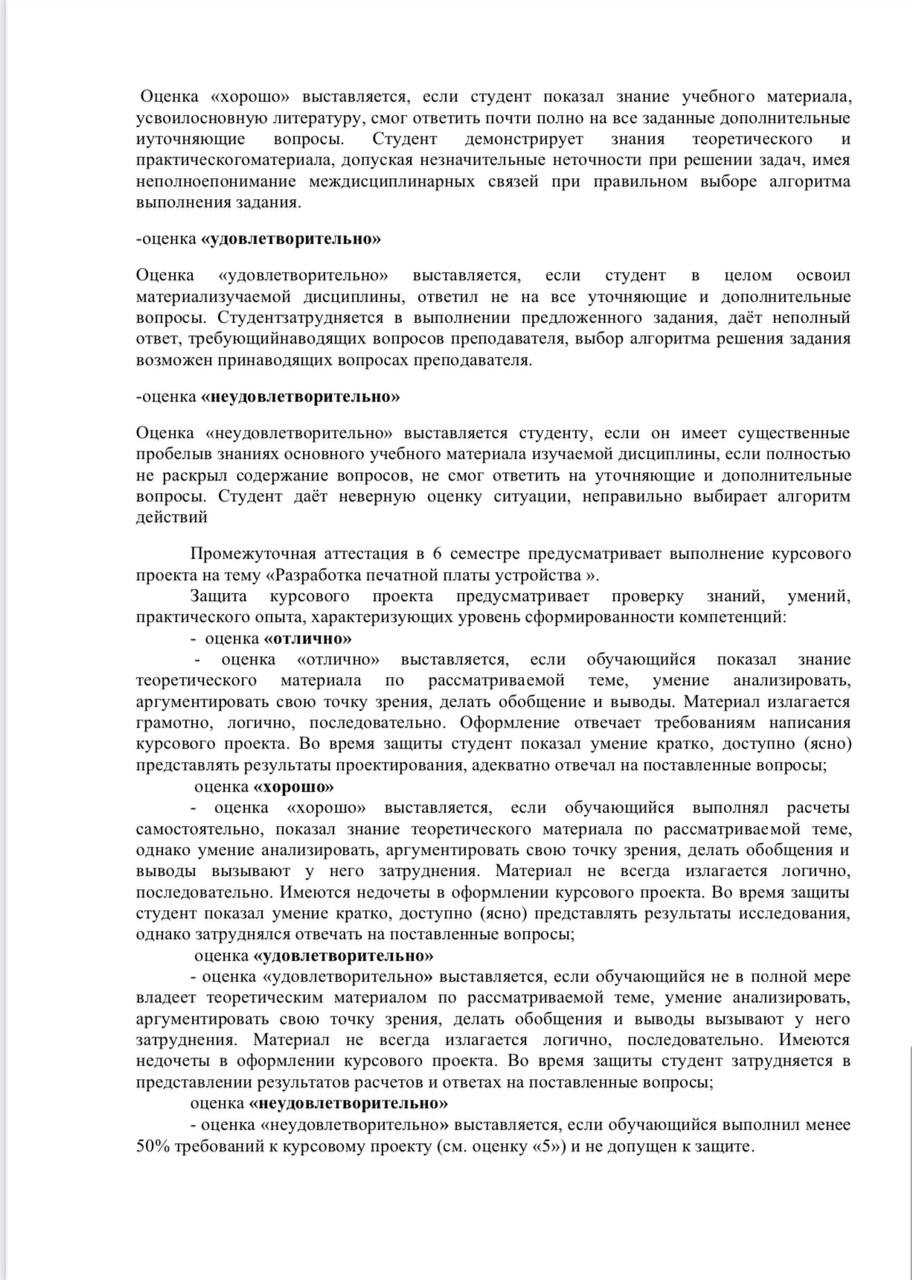 Оценка «хорошо» выставляется, если студент показал знание учебного материала,
усвоилосновную литературу, смог ответить почти полно на все заданные дополнительные
иуточняющие вопросы. Студент демонстрирует знания теоретического и
практическогоматериала, допуская незначительные неточности при решении задач, имея
неполноепонимание междисциплинарных связей при правильном выборе алгоритма
выполнения задания.
-оценка «удовлетворительно»
Оценка «удовлетворительно» выставляется, если студент в целом освоил
материализучаемой дисциплины, ответил не на все уточняющие и дополнительные
вопросы. Студентзатрудняется в выполнении предложенного задания, даёт неполный
ответ, требующийнаводящих вопросов преподавателя, выбор алгоритма решения задания
возможен принаводящих вопросах преподавателя.
-оценка «неудовлетворительно»
Оценка «неудовлетворительно» выставляется студенту, если он имеет существенные
пробелыв знаниях основного учебного материала изучаемой дисциплины, если полностью
не раскрыл содержание вопросов, не смог ответить на уточняющие и дополнительные
вопросы. Студент даёт неверную оценку ситуации, неправильно выбирает алгоритм
действий
Промежуточная аттестация в 6 семестре предусматривает выполнение курсового
проекта на тему «Разработка печатной платы устройства ».
Защита курсового проекта предусматривает проверку знаний, умений,
практического опыта, характеризующих уровень сформированности компетенций:
- оценка «отлично»
- оценка «отлично» выставляется, если обучающийся показал знание
теоретического материала по рассматриваемой теме, умение анализировать,
аргументировать свою точку зрения, делать обобщение и выводы. Материал излагается
грамотно, логично, последовательно. Оформление отвечает требованиям написания
курсового проекта. Во время защиты студент показал умение кратко, доступно (ясно)
представлять результаты проектирования, адекватно отвечал на поставленные вопросы;
оценка «хорошо»
- оценка «хорошо» выставляется, если обучающийся выполнял расчеты
самостоятельно, показал знание теоретического материала по рассматриваемой теме,
однако умение анализировать, аргументировать свою точку зрения, делать обобщения и
выводы вызывают у него затруднения. Материал не всегда излагается логично,
последовательно. Имеются недочеты в оформлении курсового проекта. Во время защиты
студент показал умение кратко, доступно (ясно) представлять результаты исследования,
однако затруднялся отвечать на поставленные вопросы;
оценка «удовлетворительно»
- оценка «удовлетворительно» выставляется, если обучающийся не в полной мере
владеет теоретическим материалом по рассматриваемой теме, умение анализировать,
аргументировать свою точку зрения, делать обобщения и выводы вызывают у него
затруднения. Материал не всегда излагается логично, последовательно. Имеются
недочеты в оформлении курсового проекта. Во время защиты студент затрудняется в
представлении результатов расчетов и ответах на поставленные вопросы;
оценка «неудовлетворительно»
- оценка «неудовлетворительно» выставляется, если обучающийся выполнил менее
50% требований к курсовому проекту (см. оценку «5») и не допущен к защите.